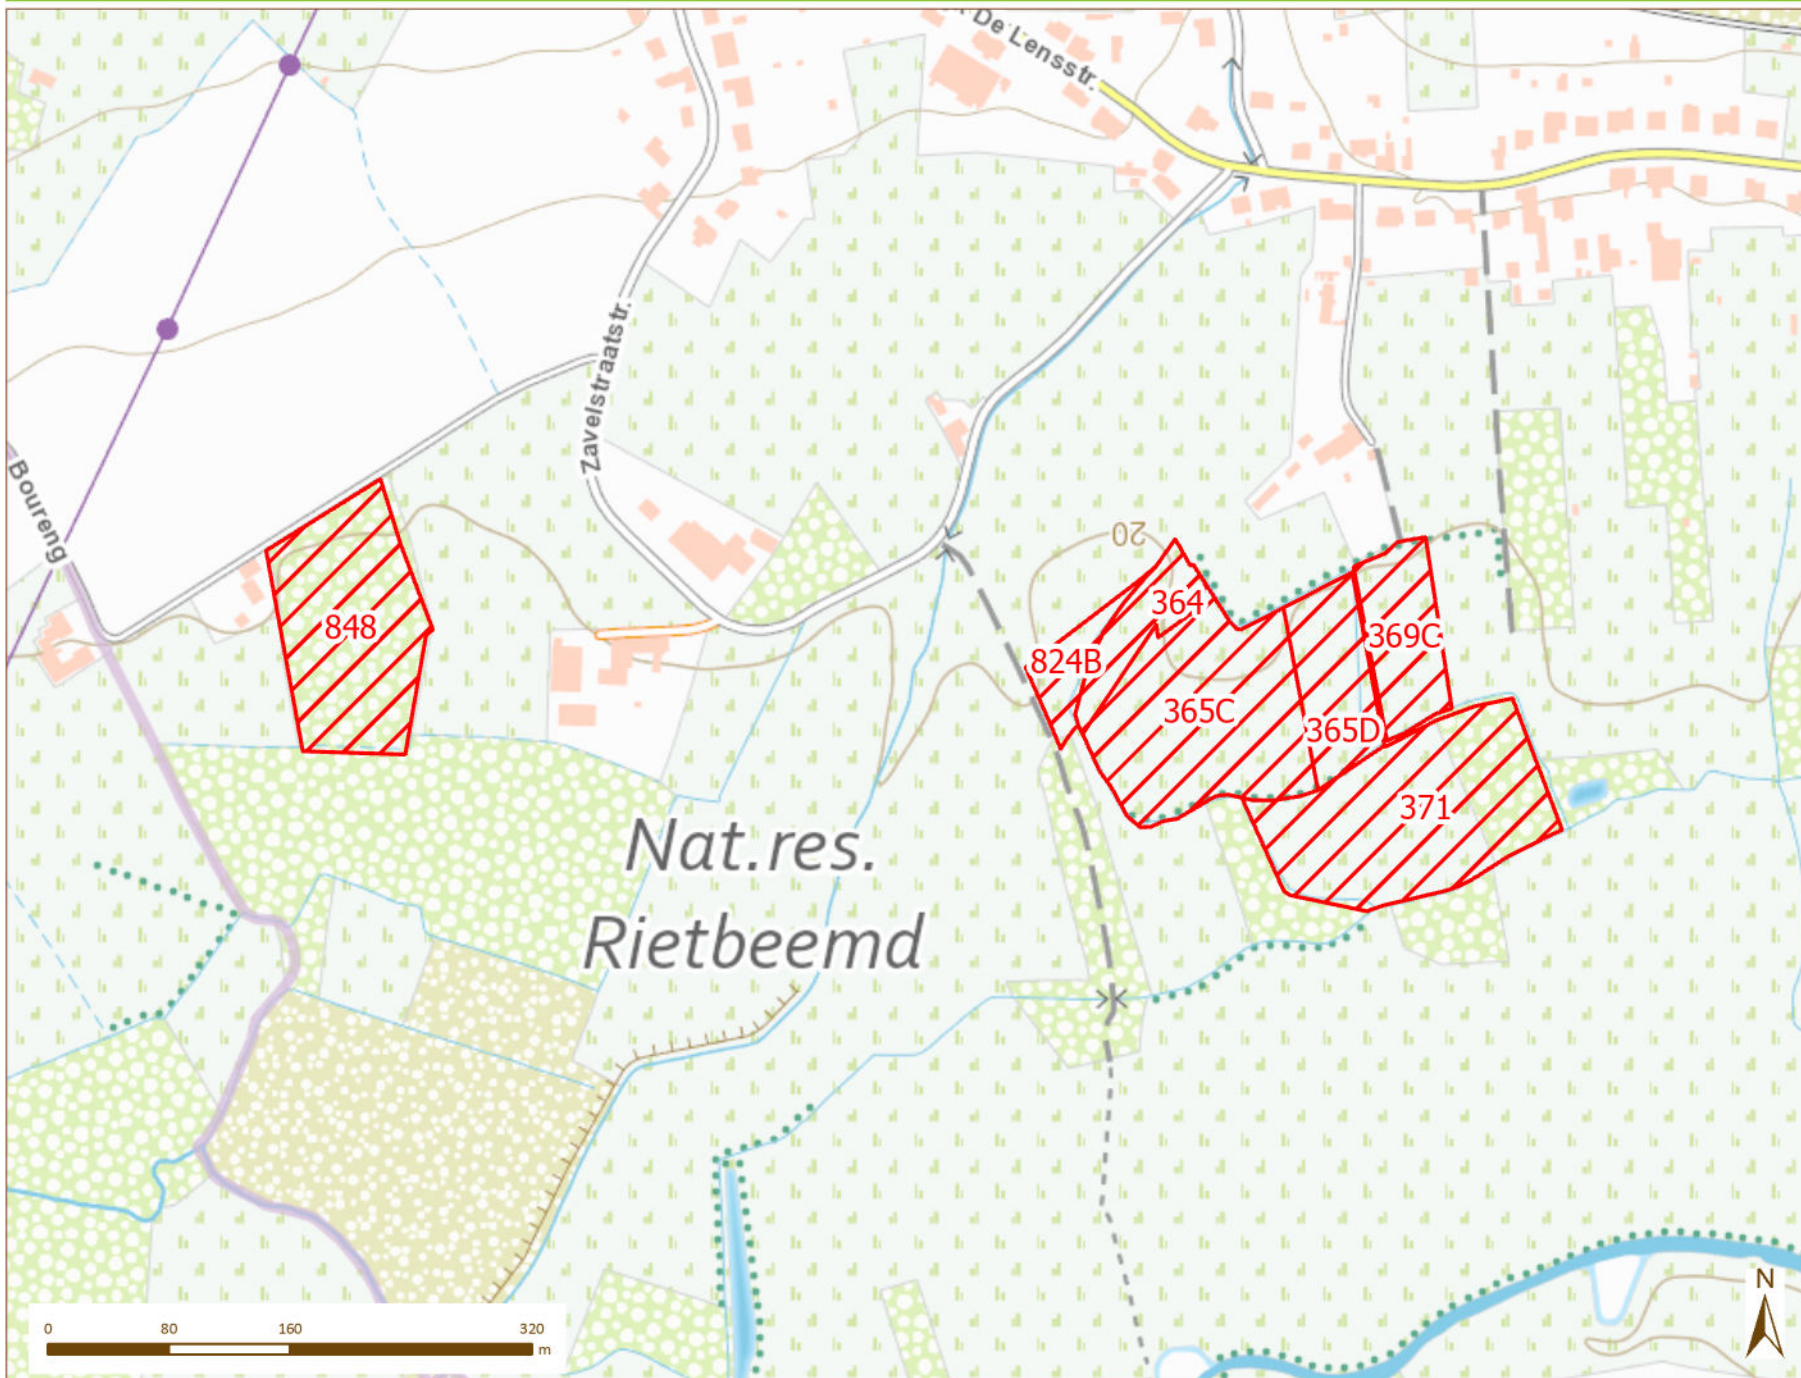 De Lensstr.
Zavelstraatstr.
Boureng
20
364
848
369C
824B
365C
365D
371
Nat.res.
Rietbeemd
N
0 80 160 320
m